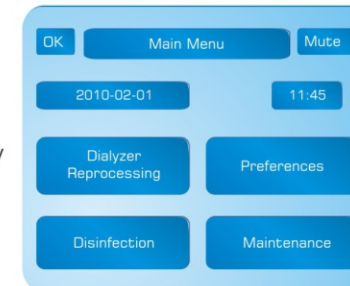 OK Main Menu Mute
2010-02-01 11:45
Dialyzer
Reprocessing
Preferences
Disinfection Maintenance